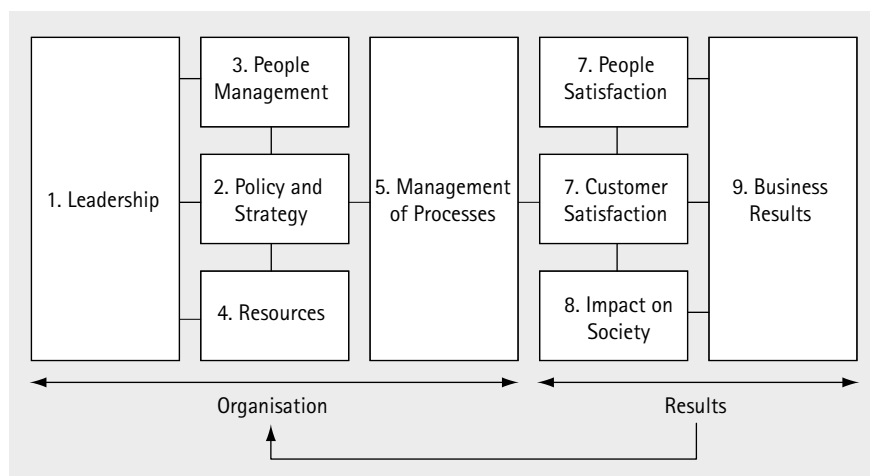 1. Leadership
3. People
Management
2. Policy and
Strategy
4. Resources
5. Management
of Processes
7. People
Satisfaction
7. Customer
Satisfaction
8. Impact on
Society
9. Business
Results
Organisation
Results